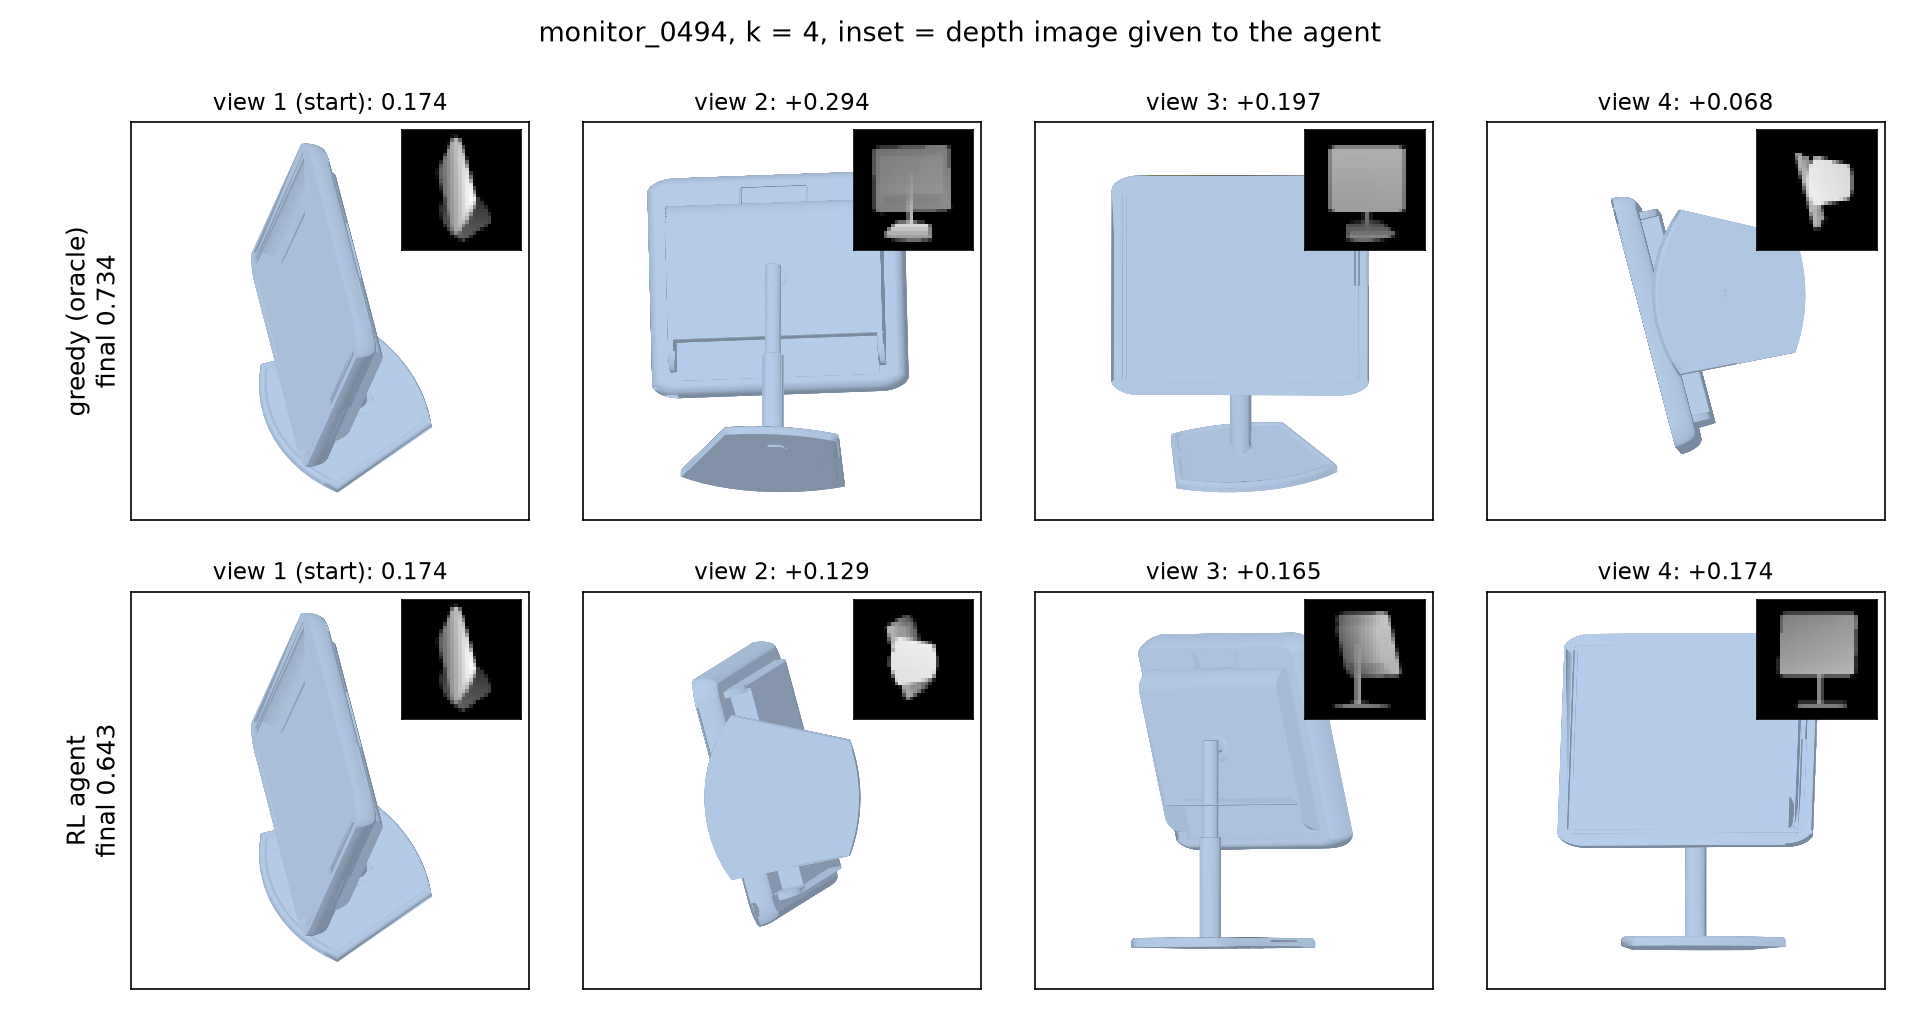 monitor_0494, k = 4, inset = depth image given to the agent
greedy (oracle)
final 0.734
view 1 (start): 0.174
view 2: +0.294
view 3: +0.197
view 4: +0.068
RL agent
final 0.643
view 1 (start): 0.174
view 2: +0.129
view 3: +0.165
view 4: +0.174